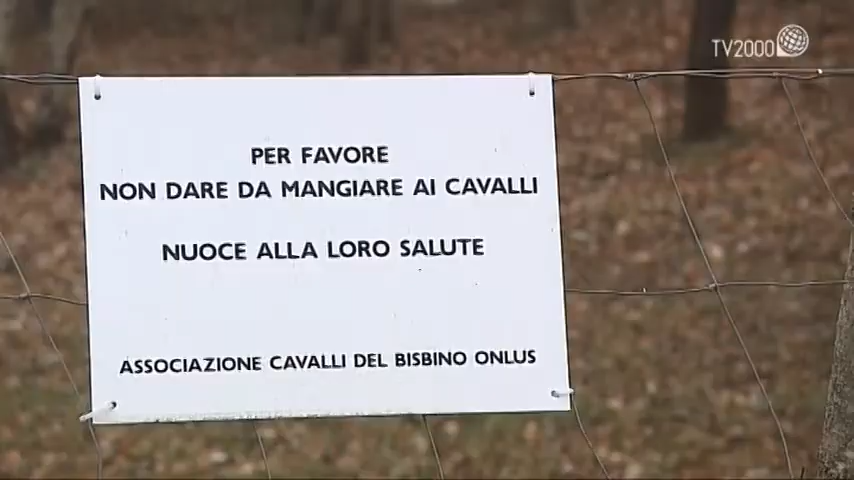 TV2000
PER FAVORE
NON DARE DA MANGIARE AI CAVALLI
NUOCE ALLA LORO SALUTE
ASSOCIAZIONE CAVALLI DEL BISBINO ONLUS